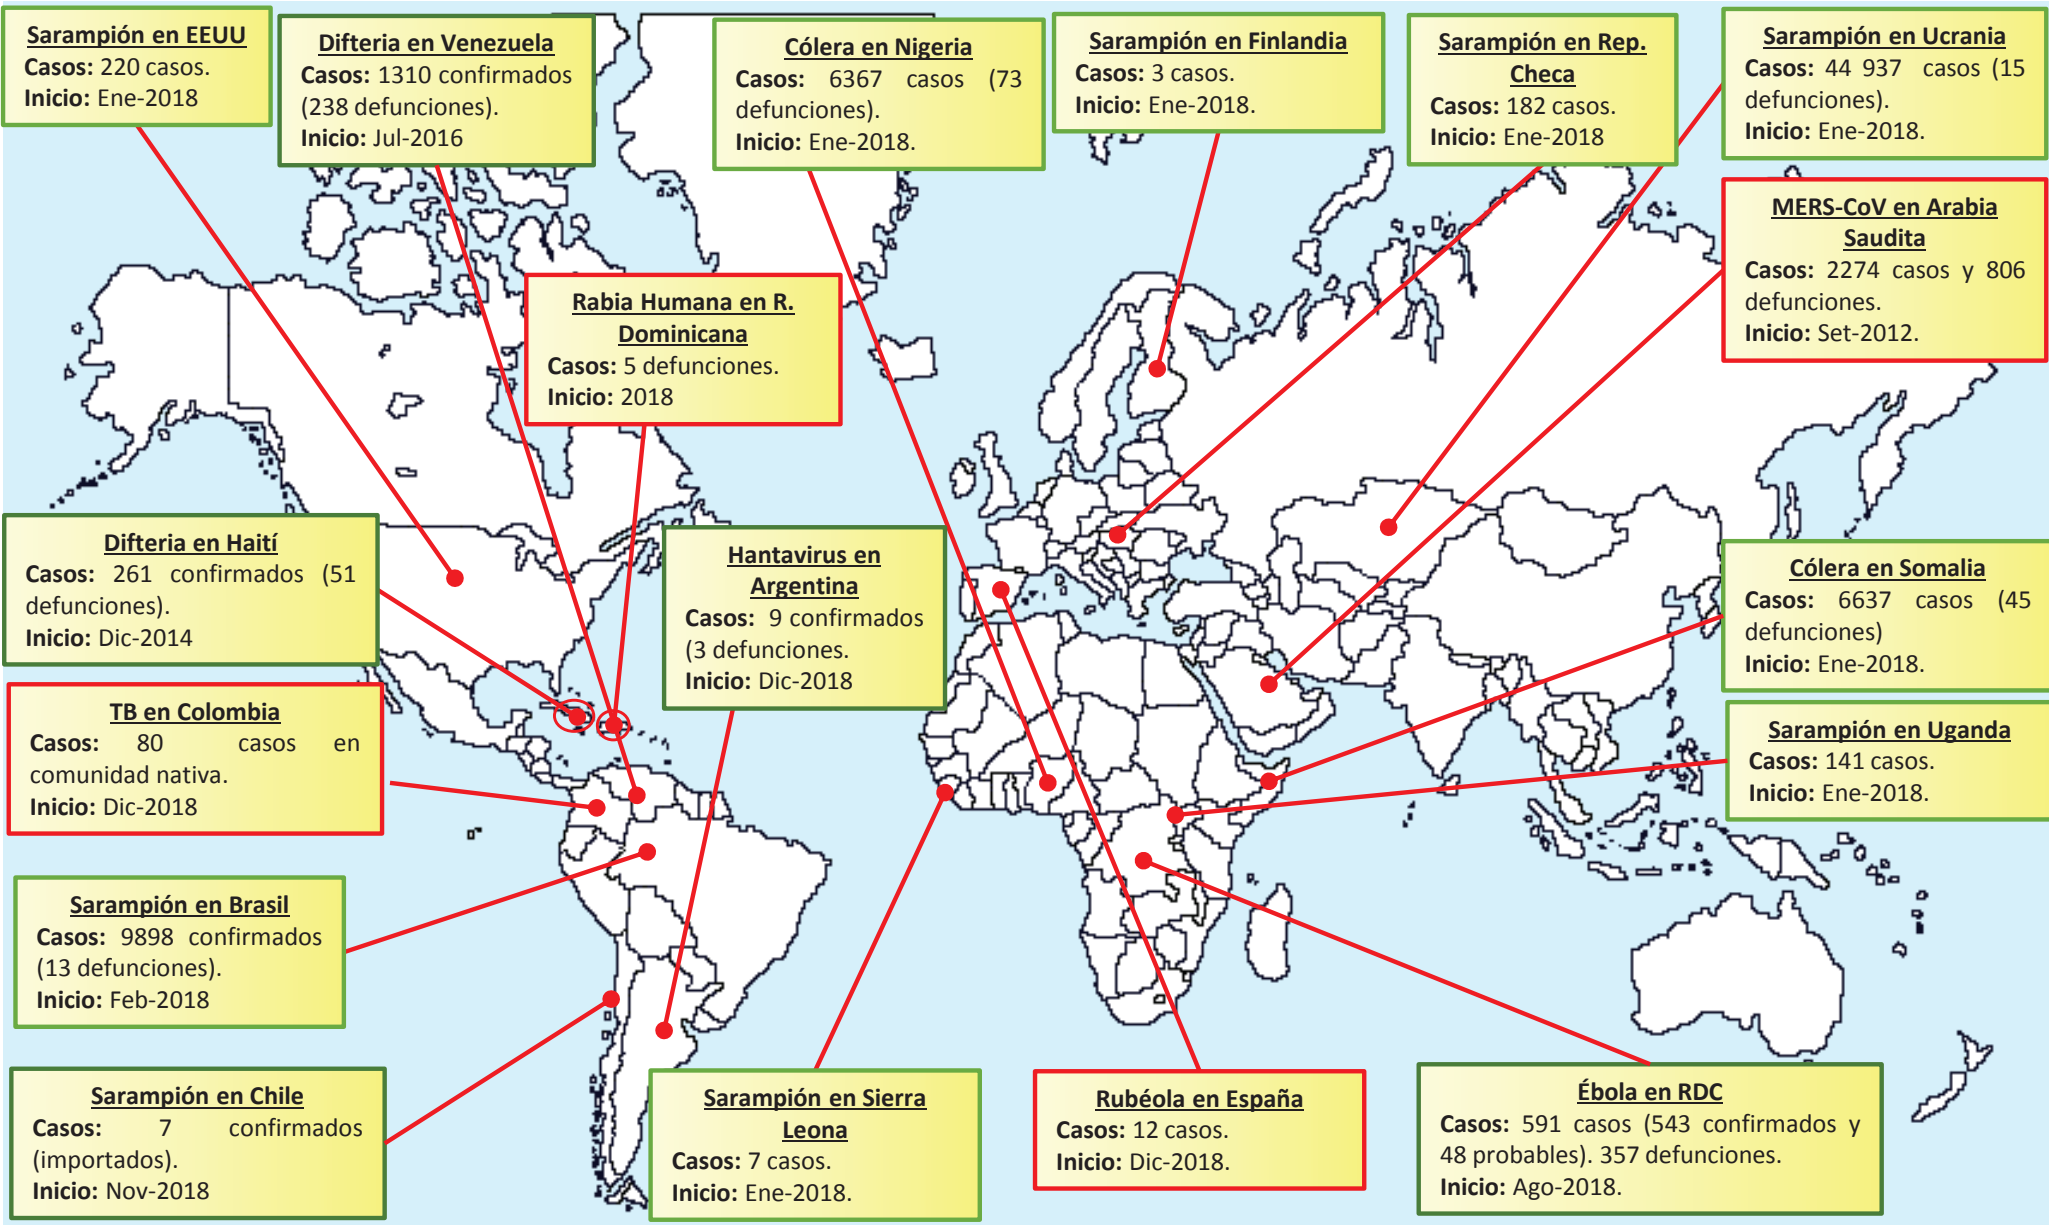 Sarampión en EEUU
Casos: 220 casos.
Inicio: Ene-2018
Difteria en Venezuela
Casos: 1310 confirmados
(238 defunciones).
Inicio: Jul-2016
Cólera en Nigeria
Casos: 6367 casos (73
defunciones).
Inicio: Ene-2018.
Sarampión en Finlandia
Casos: 3 casos.
Inicio: Ene-2018.
Sarampión en Rep.
Checa
Casos: 182 casos.
Inicio: Ene-2018
Sarampión en Ucrania
Casos: 44 937 casos (15
defunciones).
Inicio: Ene-2018.
MERS-CoV en Arabia
Saudita
Casos: 2274 casos y 806
defunciones.
Inicio: Set-2012.
Rabia Humana en R.
Dominicana
Casos: 5 defunciones.
Inicio: 2018
Difteria en Haití
Casos: 261 confirmados (51
defunciones).
Inicio: Dic-2014
Hantavirus en
Argentina
Casos: 9 confirmados
(3 defunciones.
Inicio: Dic-2018
Cólera en Somalia
Casos: 6637 casos (45
defunciones)
Inicio: Ene-2018.
TB en Colombia
Casos: 80 casos en
comunidad nativa.
Inicio: Dic-2018
Sarampión en Uganda
Casos: 141 casos.
Inicio: Ene-2018.
Sarampión en Brasil
Casos: 9898 confirmados
(13 defunciones).
Inicio: Feb-2018
Sarampión en Chile
Casos: 7 confirmados
(importados).
Inicio: Nov-2018
Sarampión en Sierra
Leona
Casos: 7 casos.
Inicio: Ene-2018.
Rubéola en España
Casos: 12 casos.
Inicio: Dic-2018.
Ébola en RDC
Casos: 591 casos (543 confirmados y
48 probables). 357 defunciones.
Inicio: Ago-2018.